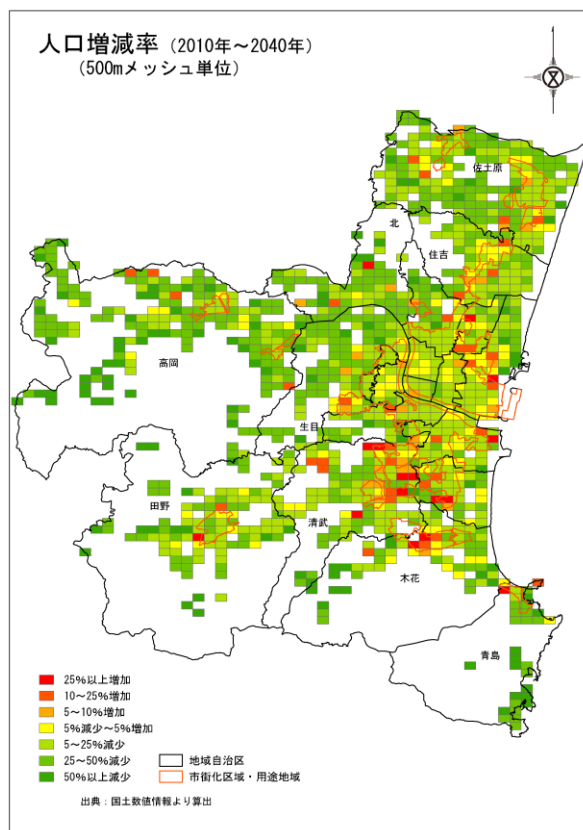 人口増減率（2010年～2040年）
（500mメッシュ単位）
佐土原
北
住吉
高岡
生目
田野
清武
木花
青島
25％以上増加
10～25％増加
5～10％増加
5％減少～5％増加
5～25％減少
25～50％減少
50％以上減少
地域自治区
市街化区域・用途地域
出典：国土数値情報より算出